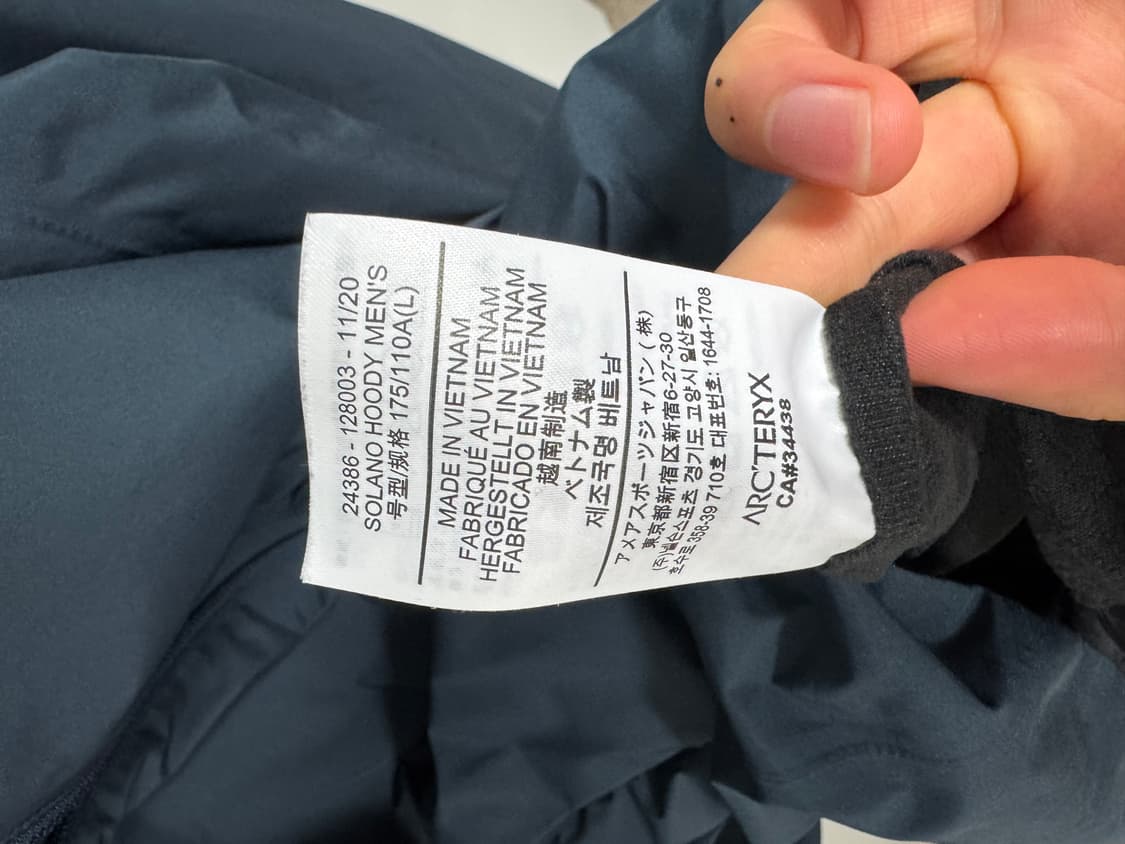 24386 - 128003 - 11/20
SOLANO HOODY MEN'S
号型/规格 175/110A(L)
MADE IN VIETNAM
FABRIQUÉ AU VIETNAM
HERGESTELLT IN VIETNAM
FABRICADO EN VIETNAM
越南制造
ベトナム製
제조국명 베트남
アメアスポーツジャパン(株)
東京都新宿区新宿6-27-30
(주)넬슨스포츠 경기도 고양시 일산동구
호수로 358-39 710호 대표번호: 1644-1708
ARC'TERYX
CA#34438